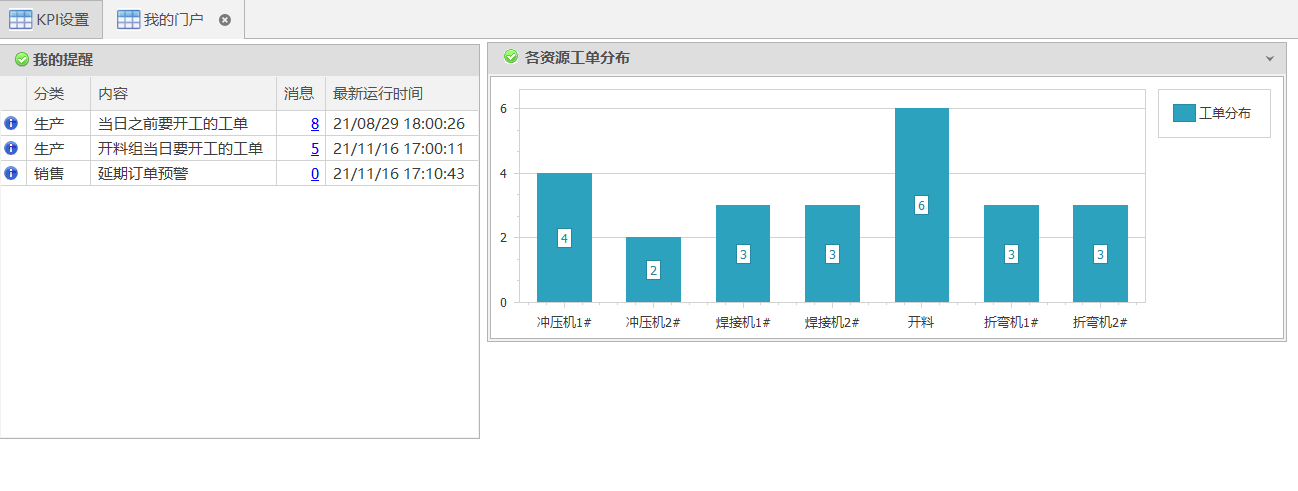 KPI设置 我的门户
我的提醒
分类 内容 消息 最新运行时间
生产 当日之前要开工的工单 8 21/08/29 18:00:26
生产 开料组当日要开工的工单 5 21/11/16 17:00:11
销售 延期订单预警 0 21/11/16 17:10:43
各资源工单分布
6
4
2
0
4 2 3 3 6 3 3
冲压机1# 冲压机2# 焊接机1# 焊接机2# 开料 折弯机1# 折弯机2#
工单分布